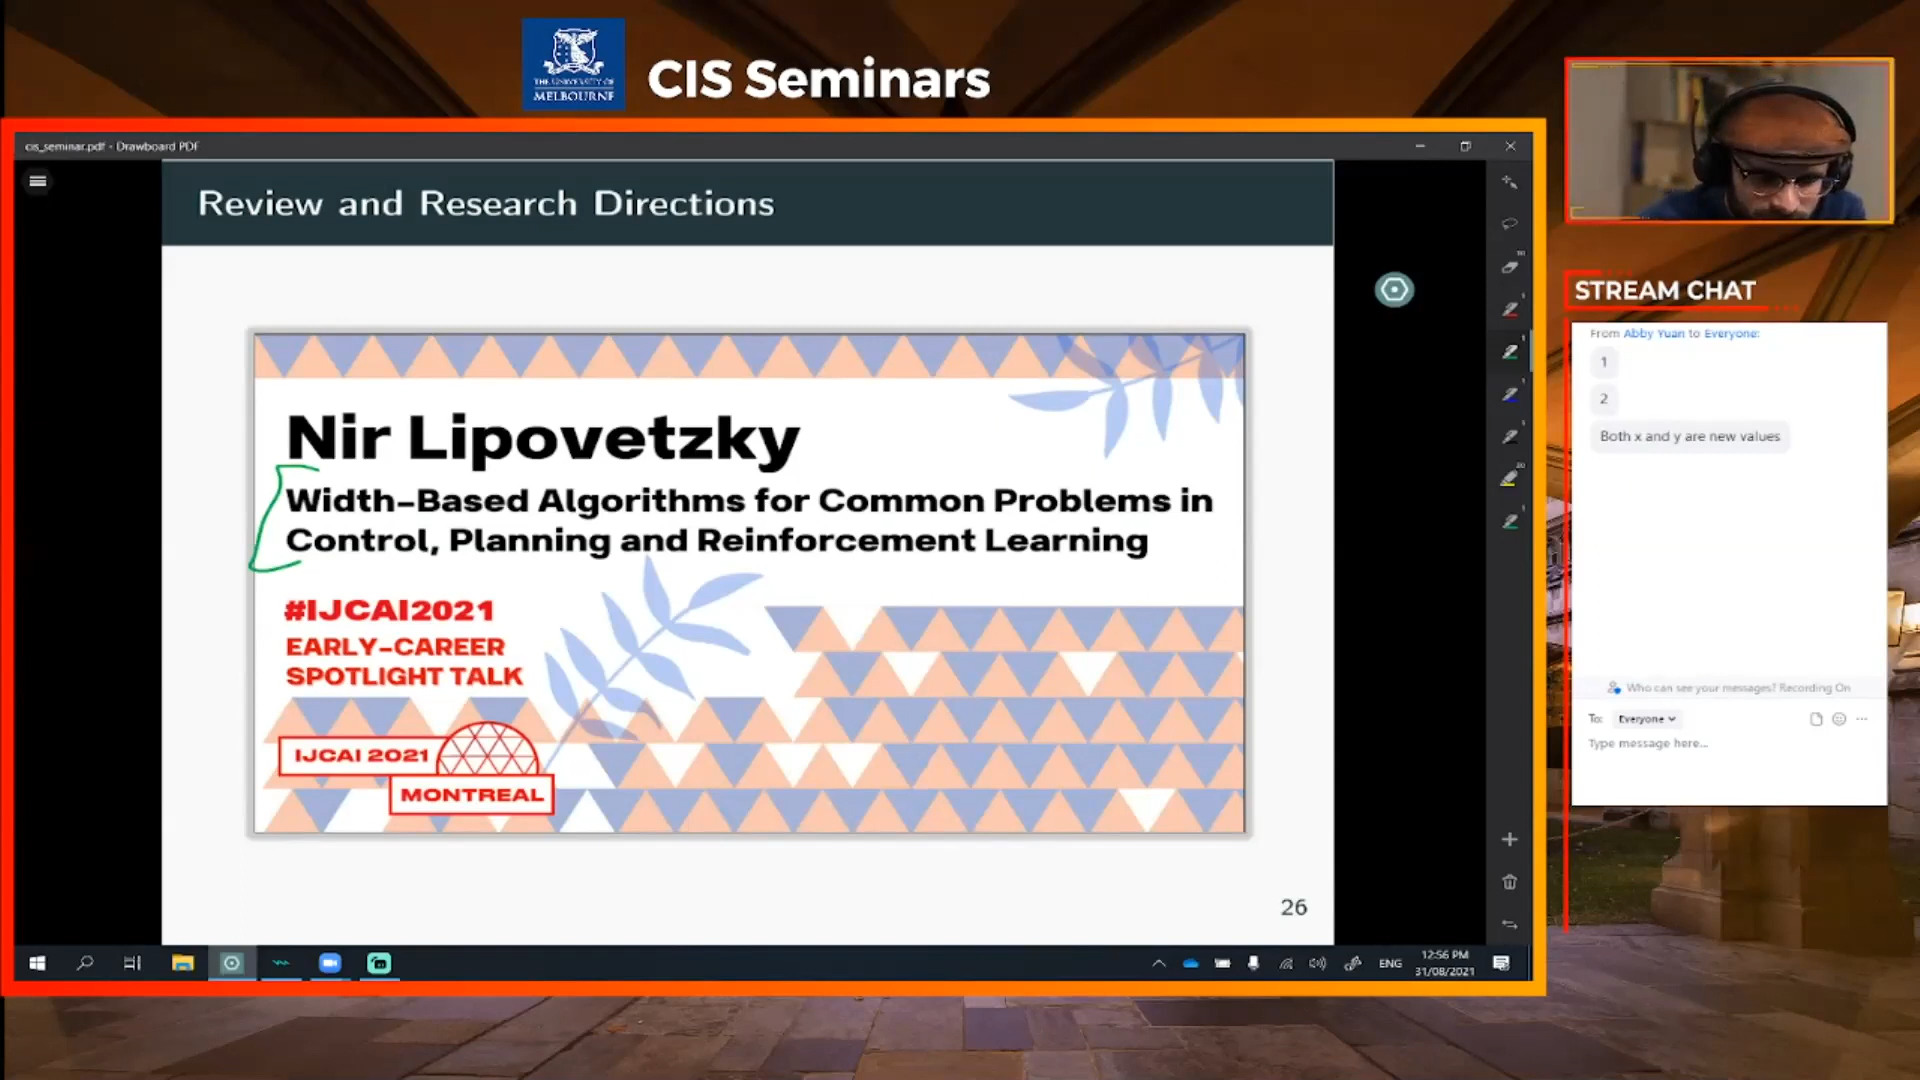 THE UNIVERSITY OF
MELBOURNE
CIS Seminars
cis_seminar.pdf - Drawboard PDF
Review and Research Directions
Nir Lipovetzky
Width-Based Algorithms for Common Problems in
Control, Planning and Reinforcement Learning
#IJCAI2021
EARLY-CAREER
SPOTLIGHT TALK
IJCAI 2021
MONTREAL
26
ENG
12:56 PM
31/08/2021
STREAM CHAT
From Abby Yuan to Everyone:
1
2
Both x and y are new values
Who can see your messages? Recording On
To: Everyone
Type message here...